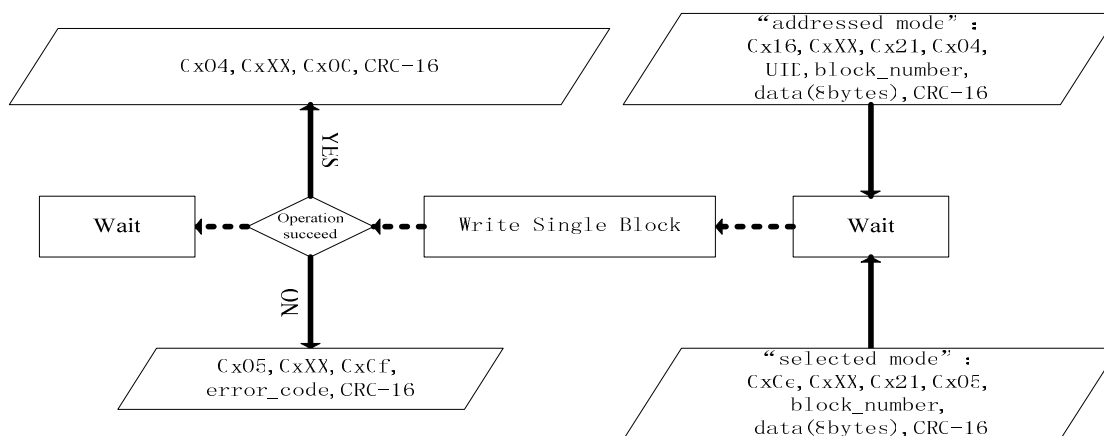 Cx04,CxXX,Cx0C,CRC-16
“addressed mode”:
Cx16,CxXX,Cx21,Cx04,
UID,block_number,
data(8bytes),CRC-16
YES
Wait
Operation
succeed
Write Single Block
Wait
ON
Cx05,CxXX,CxCf,
error_code,CRC-16
“selected mode”:
CxCe,CxXX,Cx21,Cx05,
block_number,
data(8bytes),CRC-16